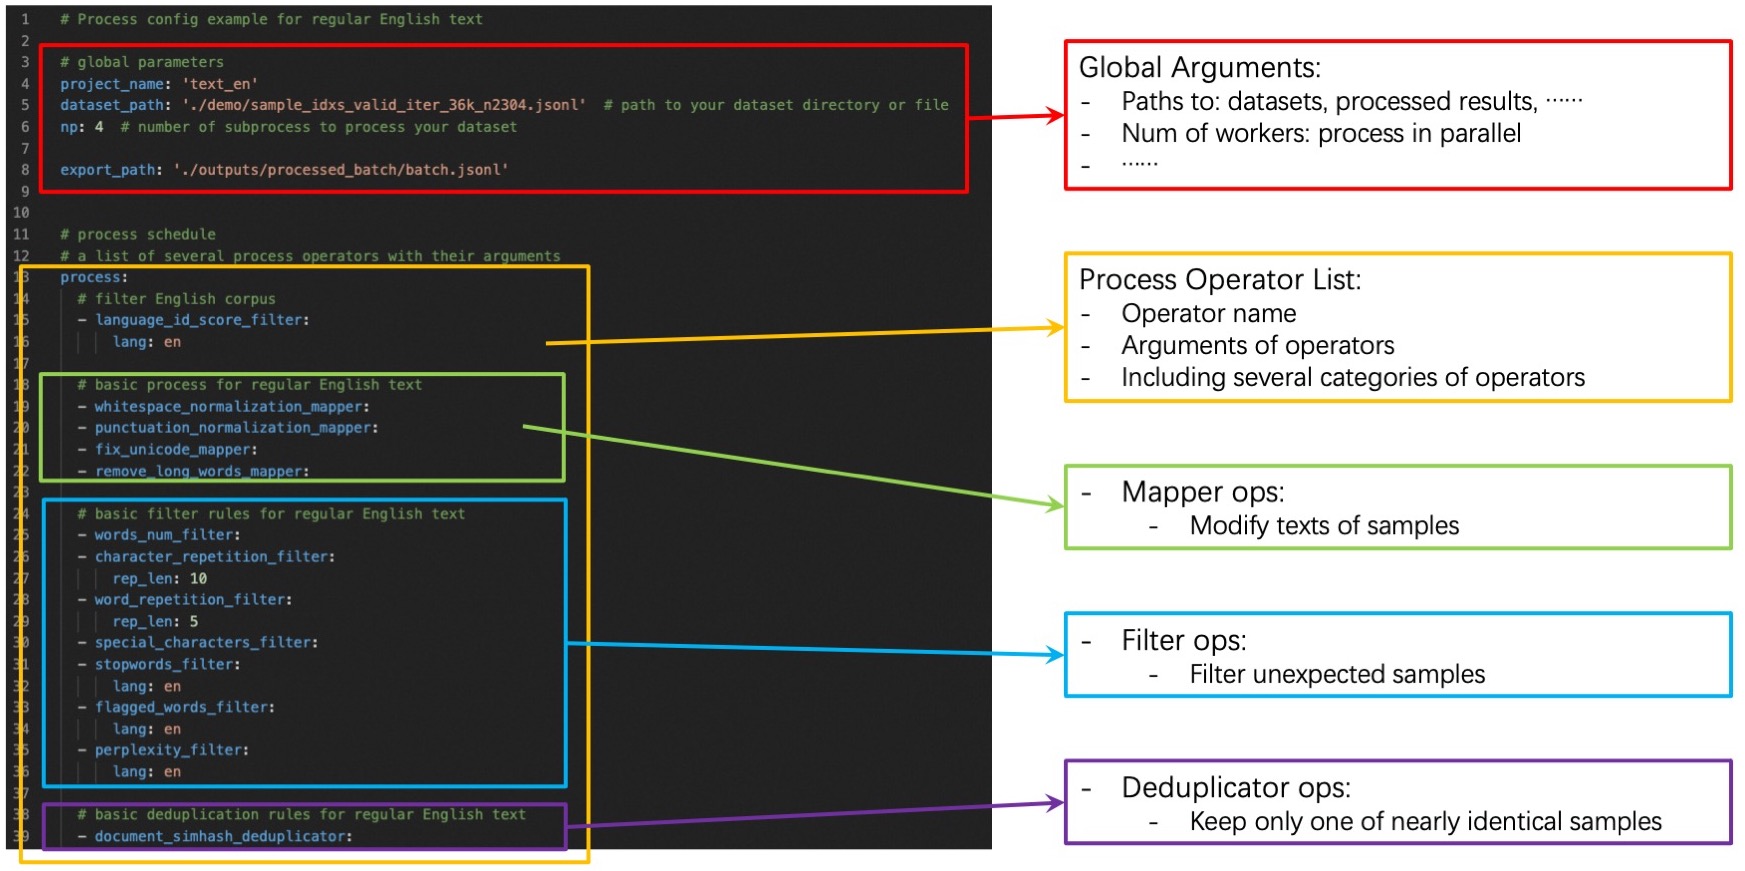 1 # Process config example for regular English text
2
3 # global parameters
4 project_name: 'text_en'
5 dataset_path: './demo/sample_idxs_valid_iter_36k_n2304.jsonl' # path to your dataset directory or file
6 np: 4 # number of subprocess to process your dataset
7
8 export_path: './outputs/processed_batch/batch.jsonl'
9
10
11 # process schedule
12 # a list of several process operators with their arguments
13 process:
14 # filter English corpus
15 - language_id_score_filter:
16 lang: en
17
18 # basic process for regular English text
19 - whitespace_normalization_mapper:
20 - punctuation_normalization_mapper:
21 - fix_unicode_mapper:
22 - remove_long_words_mapper:
23
24 # basic filter rules for regular English text
25 - words_num_filter:
26 - character_repetition_filter:
27 rep_len: 10
28 - word_repetition_filter:
29 rep_len: 5
30 - special_characters_filter:
31 - stopwords_filter:
32 lang: en
33 - flagged_words_filter:
34 lang: en
35 - perplexity_filter:
36 lang: en
37
38 # basic deduplication rules for regular English text
39 - document_simhash_deduplicator:
Global Arguments:
- Paths to: datasets, processed results, ······
- Num of workers: process in parallel
- ······
Process Operator List:
- Operator name
- Arguments of operators
- Including several categories of operators
- Mapper ops:
- Modify texts of samples
- Filter ops:
- Filter unexpected samples
- Deduplicator ops:
- Keep only one of nearly identical samples